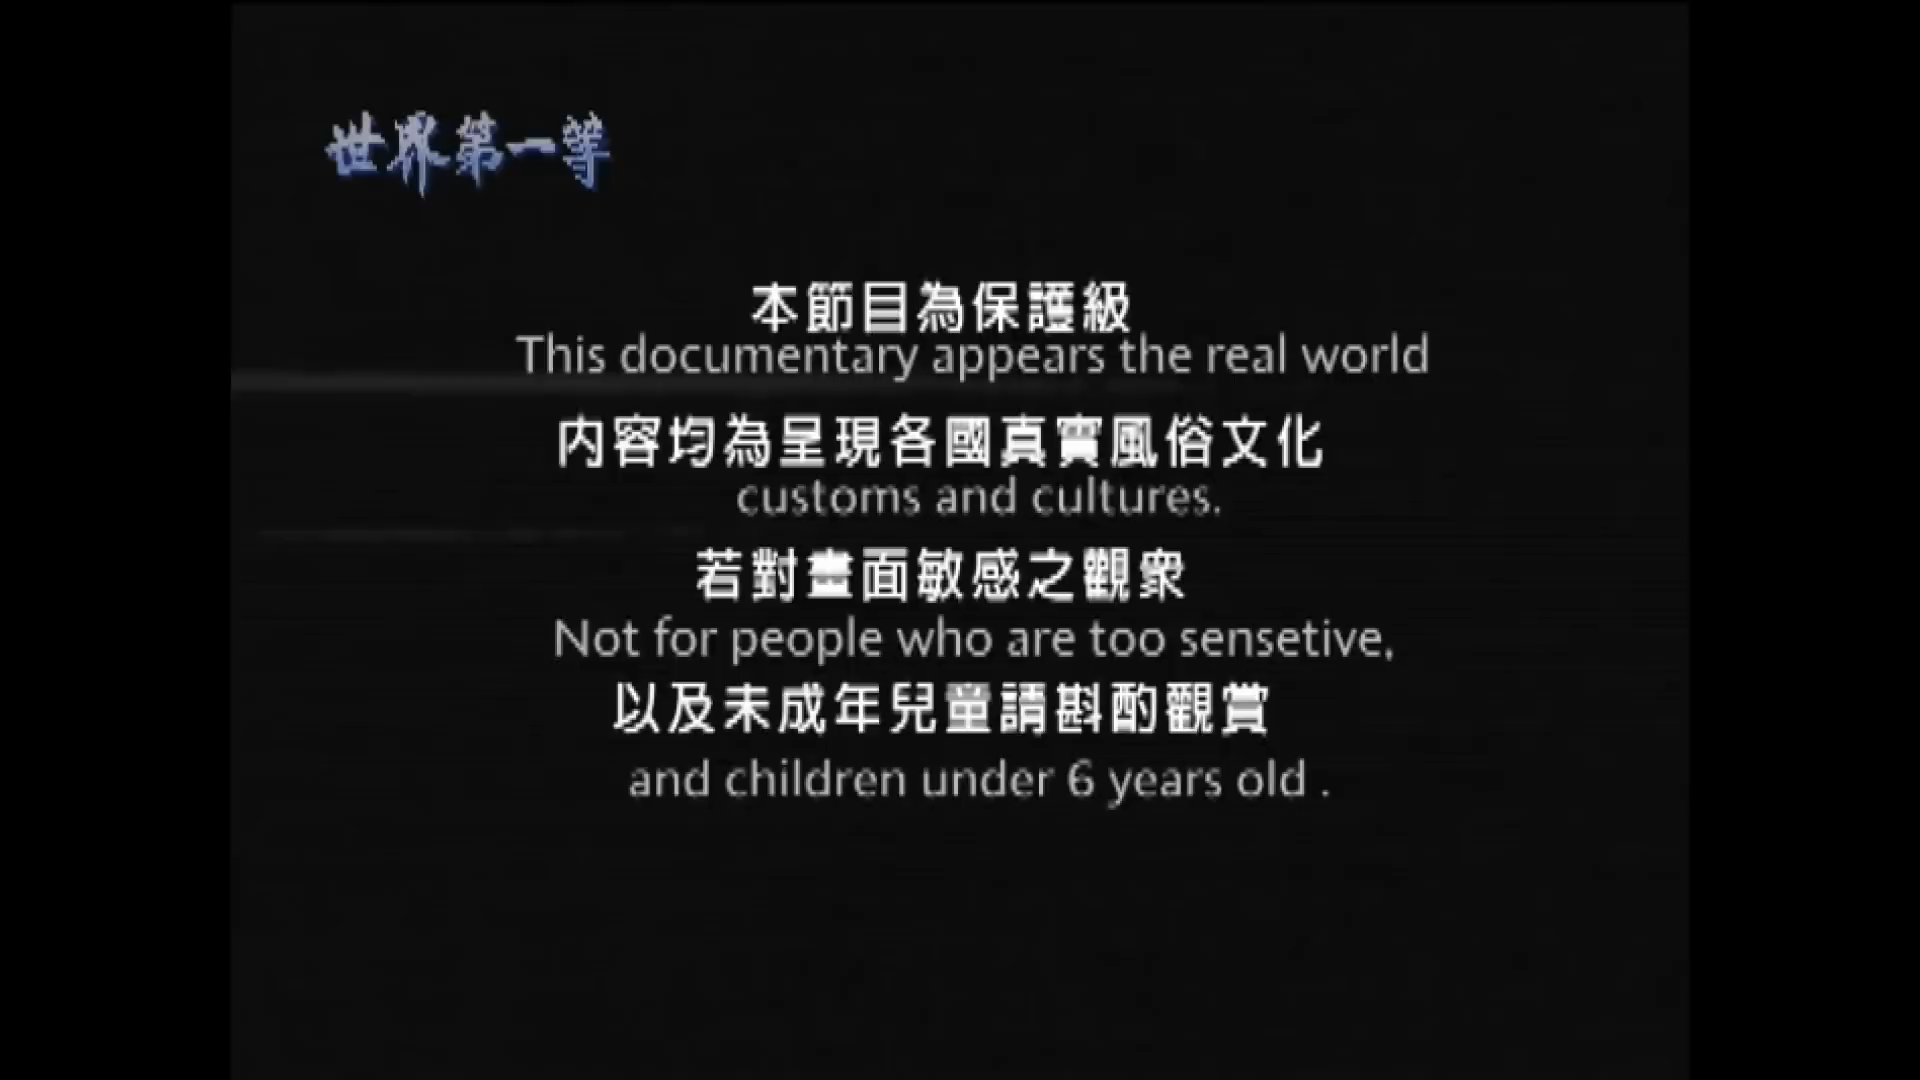 世界第一等
本節目為保護級
This documentary appears the real world
内容均為呈現各國真實風俗文化
customs and cultures.
若對畫面敏感之觀眾
Not for people who are too sensetive,
以及未成年兒童請斟酌觀賞
and children under 6 years old .